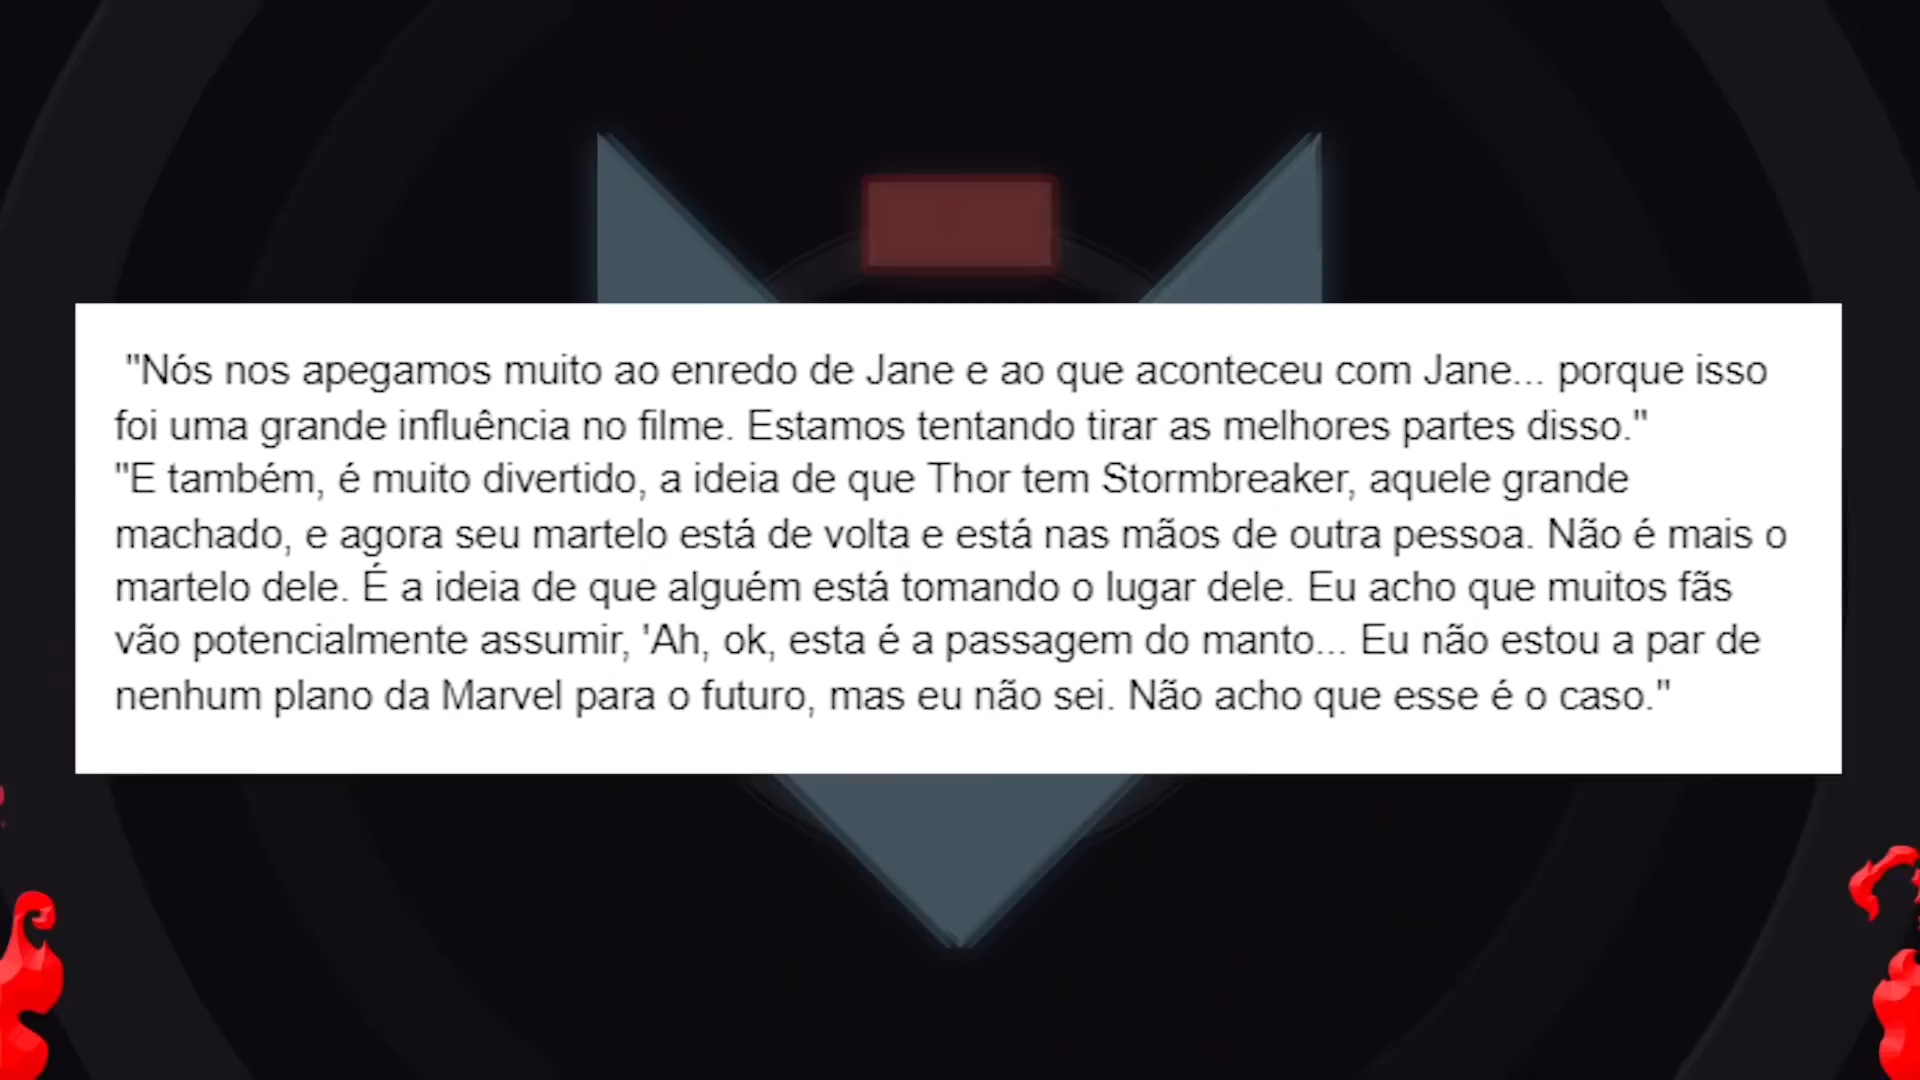 "Nós nos apegamos muito ao enredo de Jane e ao que aconteceu com Jane... porque isso
foi uma grande influência no filme. Estamos tentando tirar as melhores partes disso."
"E também, é muito divertido, a ideia de que Thor tem Stormbreaker, aquele grande
machado, e agora seu martelo está de volta e está nas mãos de outra pessoa. Não é mais o
martelo dele. É a ideia de que alguém está tomando o lugar dele. Eu acho que muitos fãs
vão potencialmente assumir, 'Ah, ok, esta é a passagem do manto... Eu não estou a par de
nenhum plano da Marvel para o futuro, mas eu não sei. Não acho que esse é o caso."